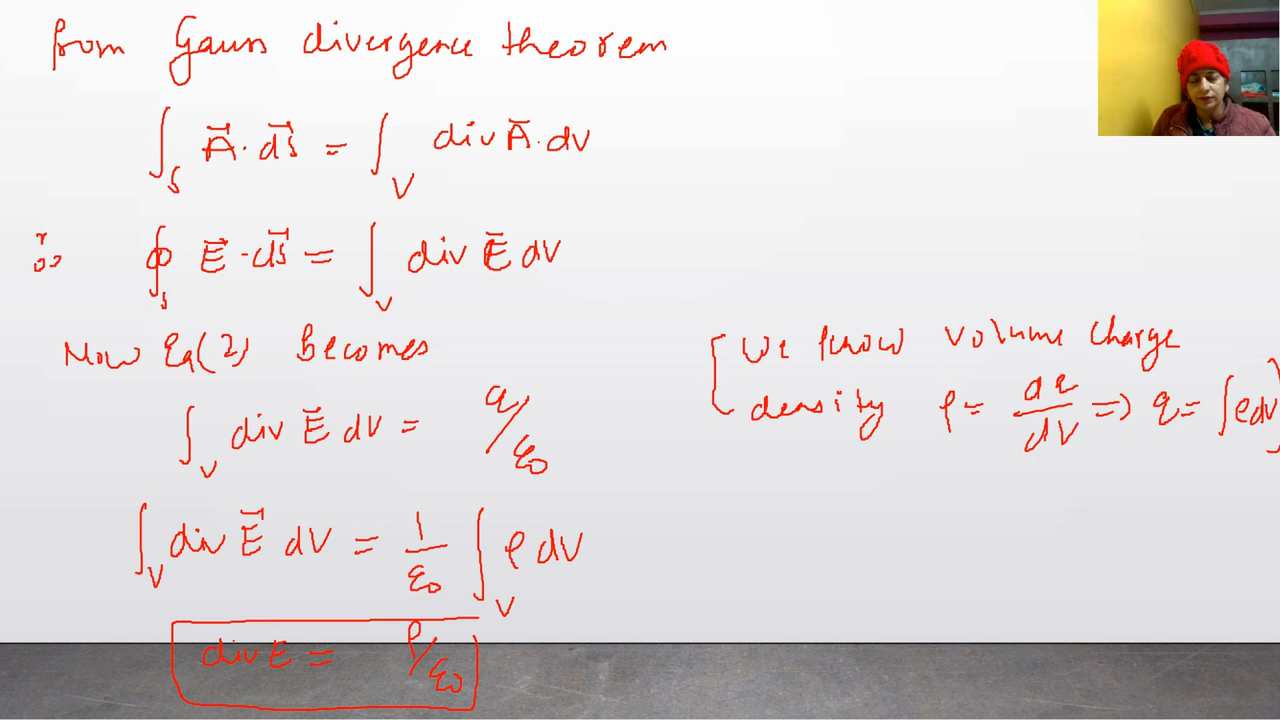 from Gauss divergence theorem
∫_S A⃗ · ds⃗ = ∫_V div A⃗ . dv
∴ ∮_S E⃗ · ds⃗ = ∫_V div E⃗ dv
Now Eq(2) becomes
∫_V div E⃗ dv = q/ε₀
[We know volume charge
density ρ = dq/dV ⇒ q = ∫ρdV]
∫_V div E⃗ dV = 1/ε₀ ∫_V ρ dV
div E = ρ/ε₀